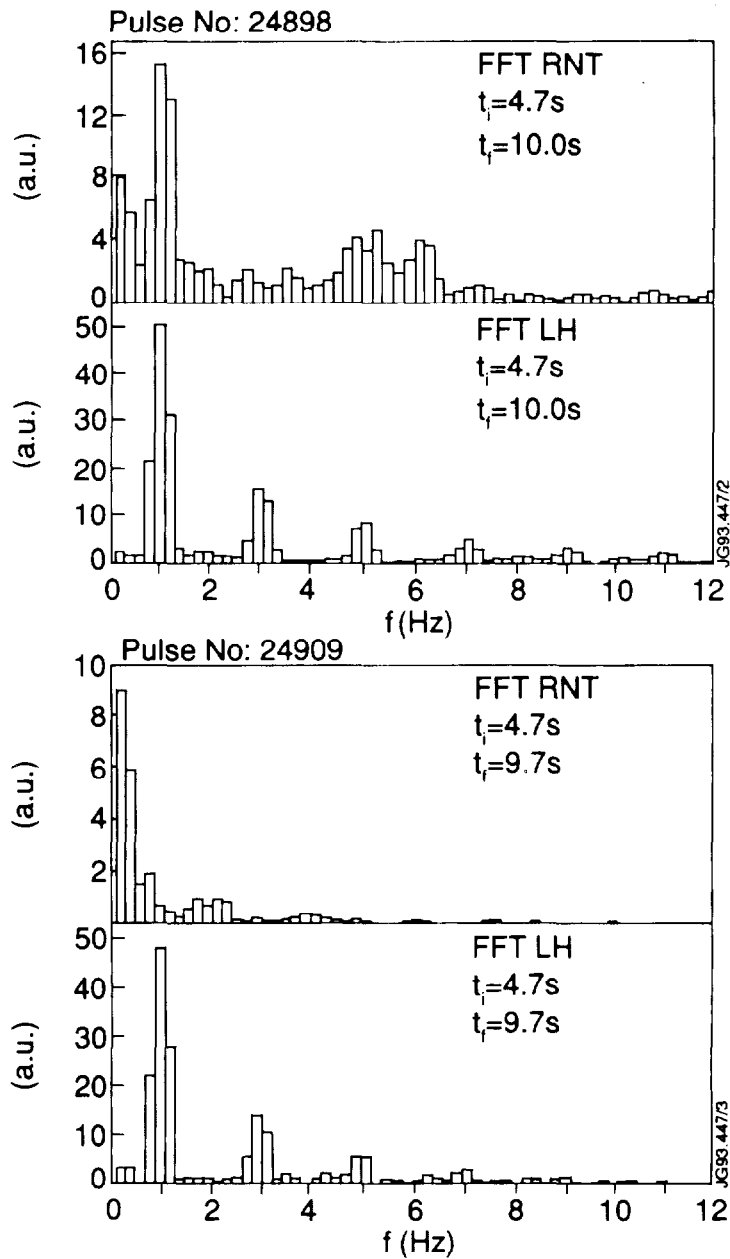 Pulse No: 24898
16
12
8
4
0
(a.u.)
FFT RNT
tᵢ=4.7s
t_f=10.0s
50
40
30
20
10
0
(a.u.)
FFT LH
tᵢ=4.7s
t_f=10.0s
0 2 4 6 8 10 12
f (Hz)
JG93.447/2
Pulse No: 24909
10
8
6
4
2
(a.u.)
FFT RNT
tᵢ=4.7s
t_f=9.7s
50
40
30
20
10
0
(a.u.)
FFT LH
tᵢ=4.7s
t_f=9.7s
0 2 4 6 8 10 12
f (Hz)
JG93.447/3